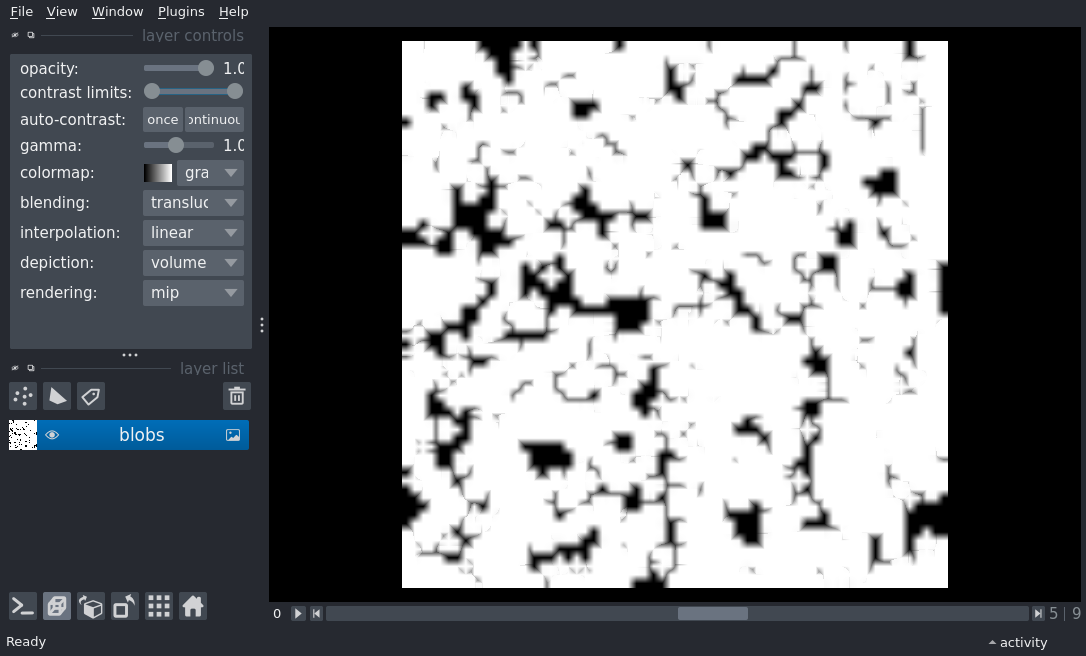 File View Window Plugins Help
layer controls
opacity: 1.0
contrast limits:
auto-contrast: once ontinuou
gamma: 1.0
colormap: gra
blending: transluc
interpolation: linear
depiction: volume
rendering: mip
layer list
blobs
0 5 | 9
Ready activity